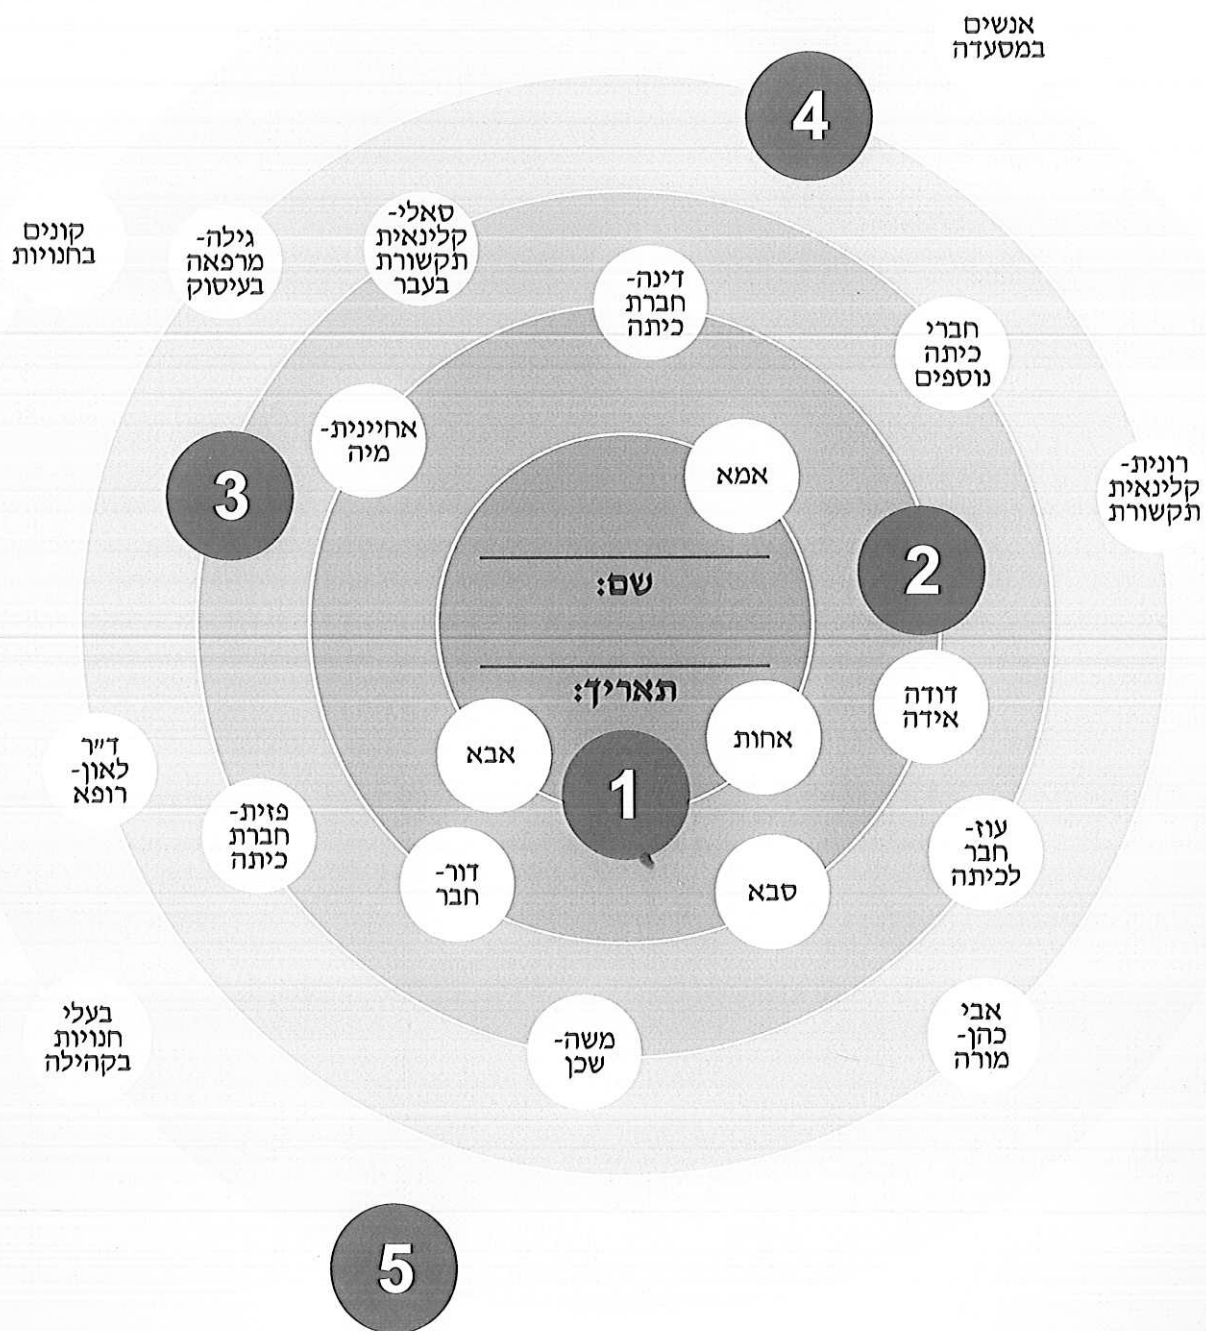 אנשים
במסעדה
4
קונים
בחנויות
גילה-
מרפאה
בעיסוק
סאלי-
קלינאית
תקשורת
בעבר
דינה-
חברת
כיתה
חברי
כיתה
נוספים
רונית-
קלינאית
תקשורת
אחיינית-
מיה
3
אמא
2
שם:
תאריך:
דודה
אידה
אחות
אבא
1
ד״ר
לאון-
רופא
פזית-
חברת
כיתה
דור-
חבר
סבא
עוז-
חבר
לכיתה
בעלי
חנויות
בקהילה
משה-
שכן
אבי
כהן-
מורה
5